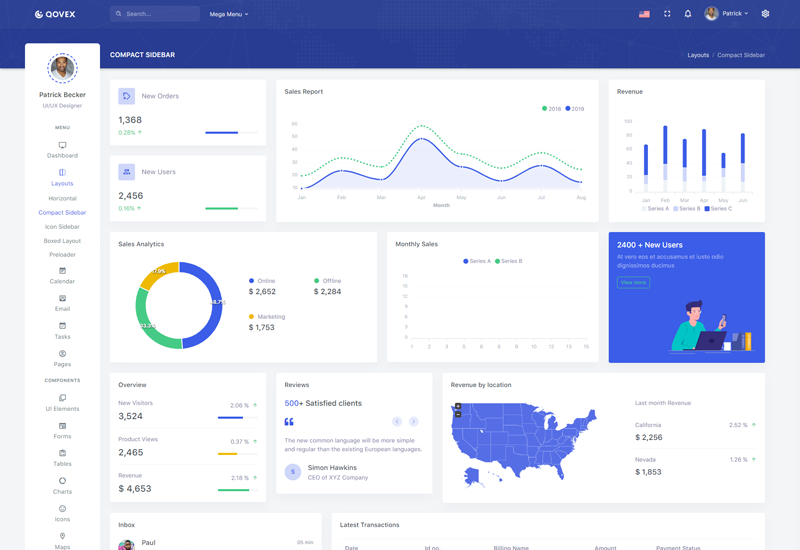 QOVEX
Search...
Mega Menu
Patrick
COMPACT SIDEBAR
Layouts / Compact Sidebar
Patrick Becker
UI/UX Designer
MENU
Dashboard
Layouts
Horizontal
Compact Sidebar
Icon Sidebar
Boxed Layout
Preloader
Calendar
Email
Tasks
Pages
COMPONENTS
UI Elements
Forms
Tables
Charts
Icons
Maps
New Orders
1,368
0.28%
New Users
2,456
0.16%
Sales Report
2018 2019
60
50
40
30
20
10
Jan Feb Mar Apr May Jun Jul Aug
Month
Revenue
100
80
60
40
20
0
Jan Feb Mar Apr May Jun
Series A Series B Series C
Sales Analytics
Online
$ 2,652
Offline
$ 2,284
Marketing
$ 1,753
Monthly Sales
Series A Series B
18
15
12
9
6
3
0
1 2 3 4 5 6 7 8 9 10 11 12 13 15
2400 + New Users
At vero eos et accusamus et iusto odio
dignissimos ducimus
View more
Overview
New Visitors
3,524
2.06 %
Product Views
2,465
0.37 %
Revenue
$ 4,653
2.18 %
Reviews
500+ Satisfied clients
The new common language will be more simple
and regular than the existing European languages.
S
Simon Hawkins
CEO of XYZ Company
Revenue by location
Last month Revenue
California
2.52 %
$ 2,256
Nevada
1.26 %
$ 1,853
Inbox
Paul
05 min
Latest Transactions
Date Id no. Billing Name Amount Payment Status